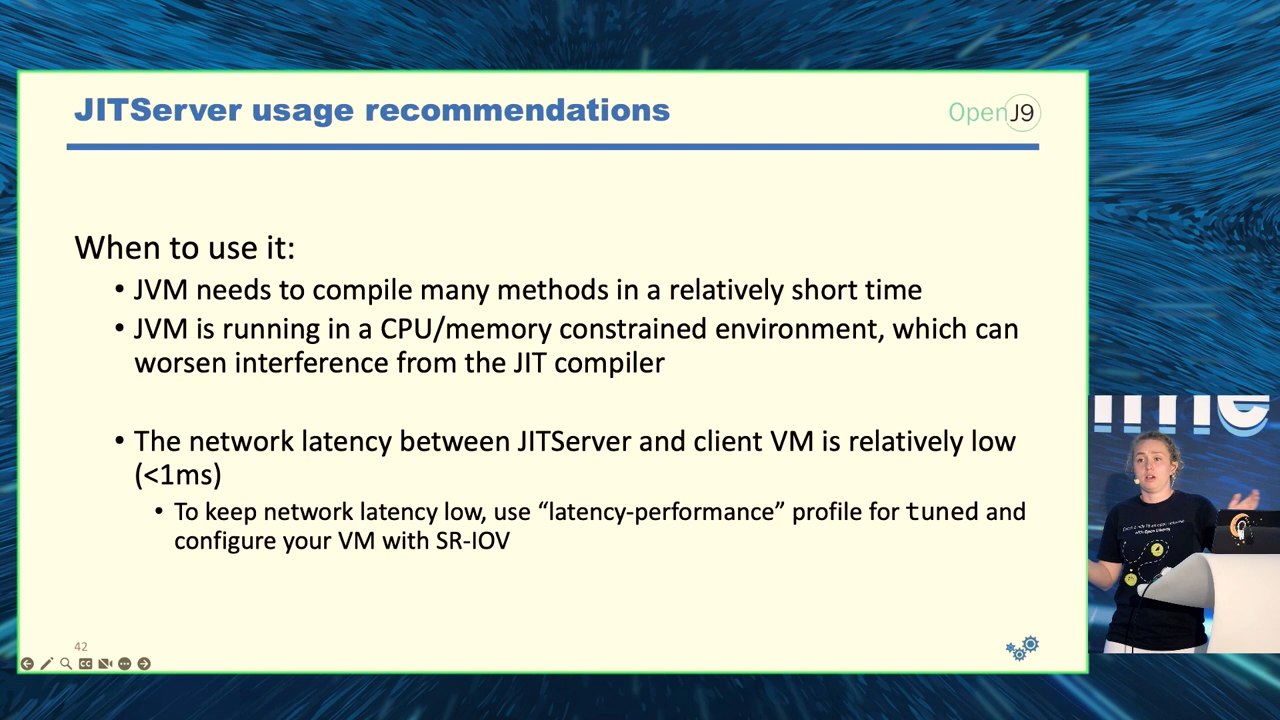 JITServer usage recommendations
OpenJ9
When to use it:
• JVM needs to compile many methods in a relatively short time
• JVM is running in a CPU/memory constrained environment, which can
worsen interference from the JIT compiler
• The network latency between JITServer and client VM is relatively low
(<1ms)
• To keep network latency low, use “latency-performance” profile for tuned and
configure your VM with SR-IOV
42
CC